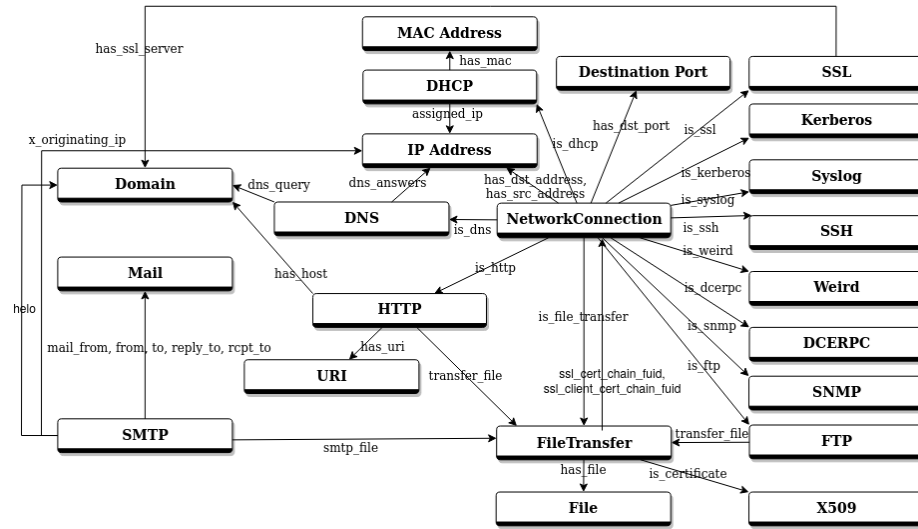 MAC Address
has_ssl_server
has_mac
DHCP
Destination Port
SSL
assigned_ip
Kerberos
has_dst_port
is_ssl
x_originating_ip
is_dhcp
IP Address
Domain
dns_query
dns_answers
has_dst_address,
has_src_address
is_kerberos
Syslog
is_syslog
DNS
is_dns
NetworkConnection
is_ssh
SSH
is_weird
Mail
has_host
is_http
Weird
is_dcerpc
helo
HTTP
is_file_transfer
is_snmp
DCERPC
mail_from, from, to, reply_to, rcpt_to
has_uri
is_ftp
URI
transfer_file
ssl_cert_chain_fuid,
ssl_client_cert_chain_fuid
SNMP
SMTP
smtp_file
FileTransfer
transfer_file
FTP
has_file
is_certificate
File
X509